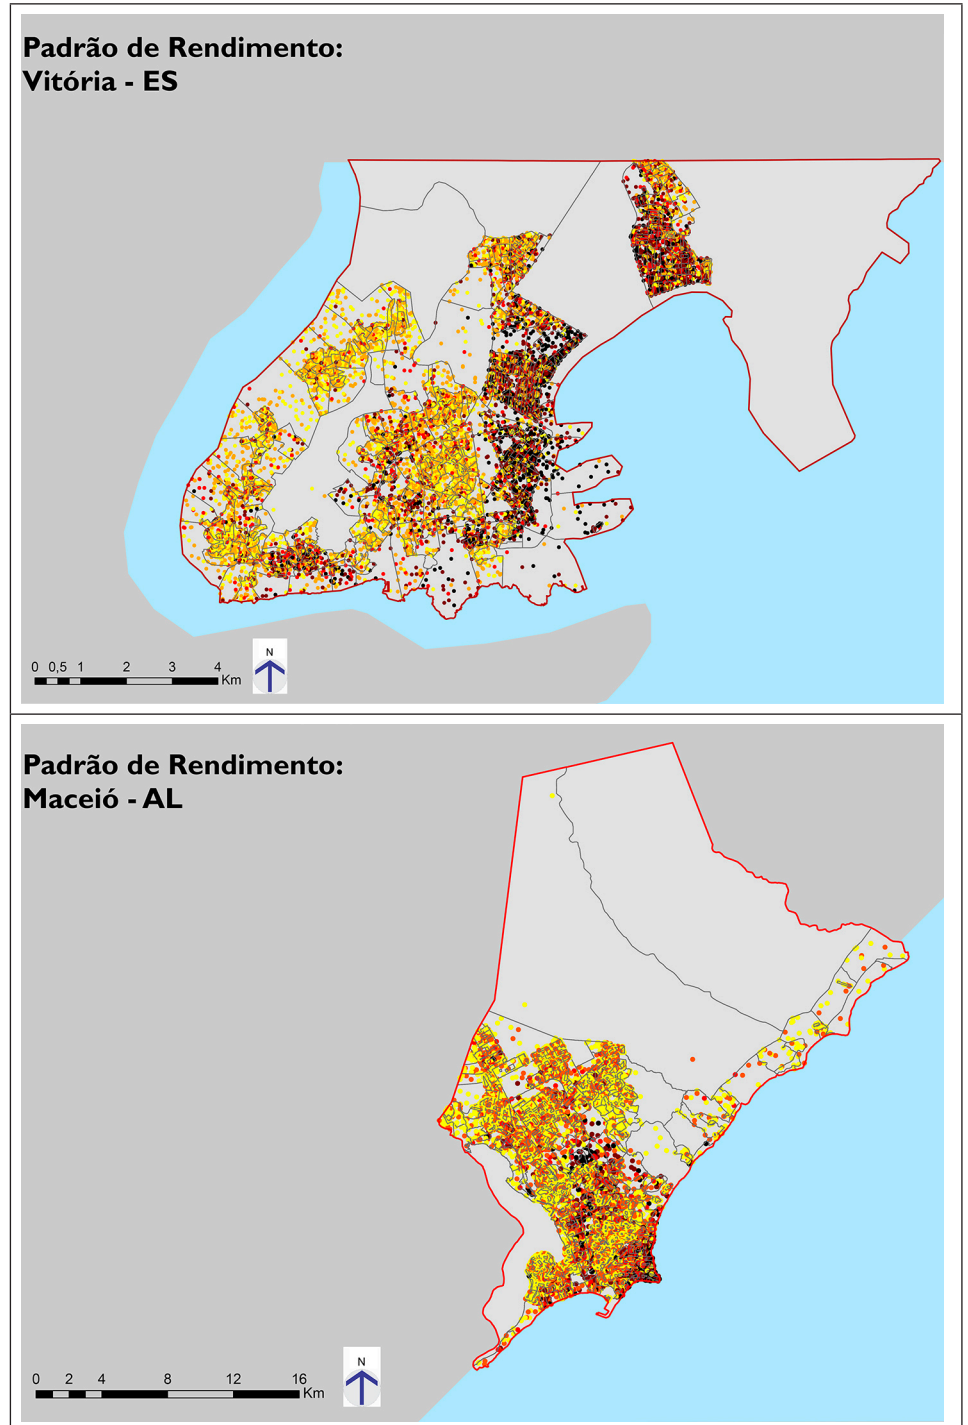 Padrão de Rendimento:
Vitória - ES
N
0 0,5 1 2 3 4
Km
Padrão de Rendimento:
Maceió - AL
N
0 2 4 8 12 16
Km